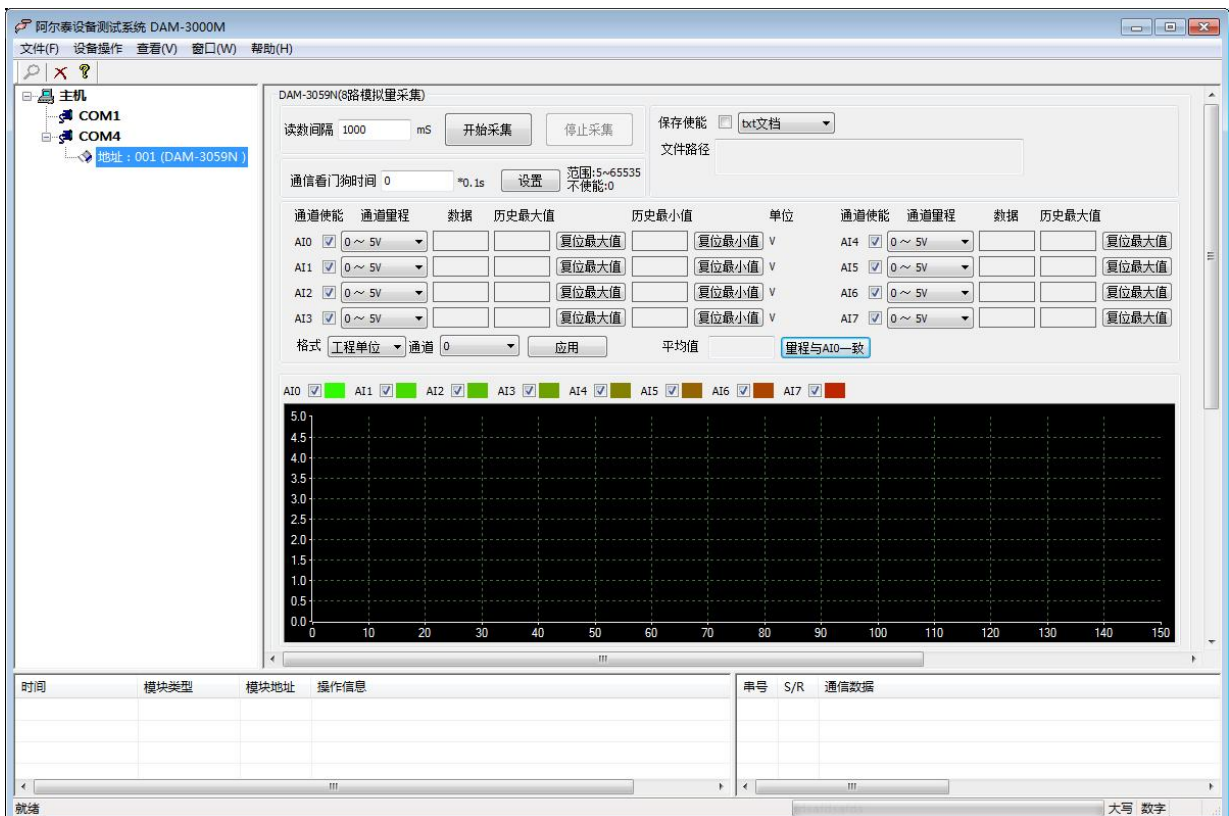 阿尔泰设备测试系统 DAM-3000M
文件(F) 设备操作 查看(V) 窗口(W) 帮助(H)
主机
COM1
COM4
地址：001 (DAM-3059N )
DAM-3059N(8路模拟里采集)
读数间隔 1000 mS 开始采集 停止采集
保存使能 txt文档
文件路径
通信看门狗时间 0 *0.1s 设置 范围:5~65535
不使能:0
通道使能 通道里程 数据 历史最大值 历史最小值 单位 通道使能 通道里程 数据 历史最大值
AI0 0～ 5V 复位最大值 复位最小值 V AI4 0～ 5V 复位最大值
AI1 0～ 5V 复位最大值 复位最小值 V AI5 0～ 5V 复位最大值
AI2 0～ 5V 复位最大值 复位最小值 V AI6 0～ 5V 复位最大值
AI3 0～ 5V 复位最大值 复位最小值 V AI7 0～ 5V 复位最大值
格式 工程单位 通道 0 应用 平均值 里程与AI0一致
AI0 AI1 AI2 AI3 AI4 AI5 AI6 AI7
5.0
4.5
4.0
3.5
3.0
2.5
2.0
1.5
1.0
0.5
0.0
0 10 20 30 40 50 60 70 80 90 100 110 120 130 140 150
时间 模块类型 模块地址 操作信息 串号 S/R 通信数据
就绪 大写 数字